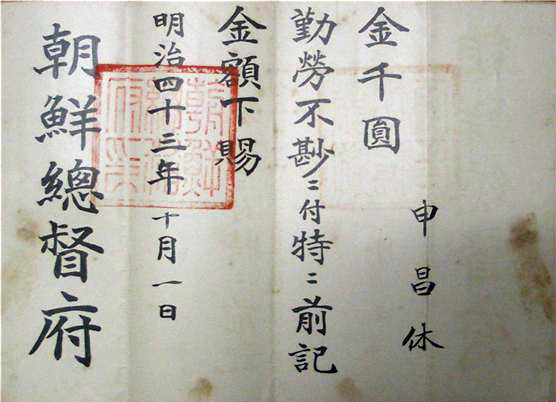 申昌休
金千圓
勤勞不尠ニ付特ニ前記
金額下賜
明治四十三年十月一日
朝鮮總督府